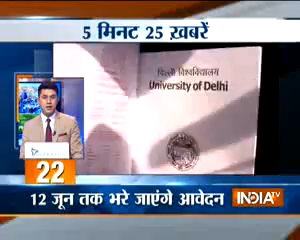 5 मिनट 25 ख़बरें
दिल्ली विश्वविद्यालय
University of Delhi
22
12 जून तक भरे जाएंगे आवेदन
INDIA TV